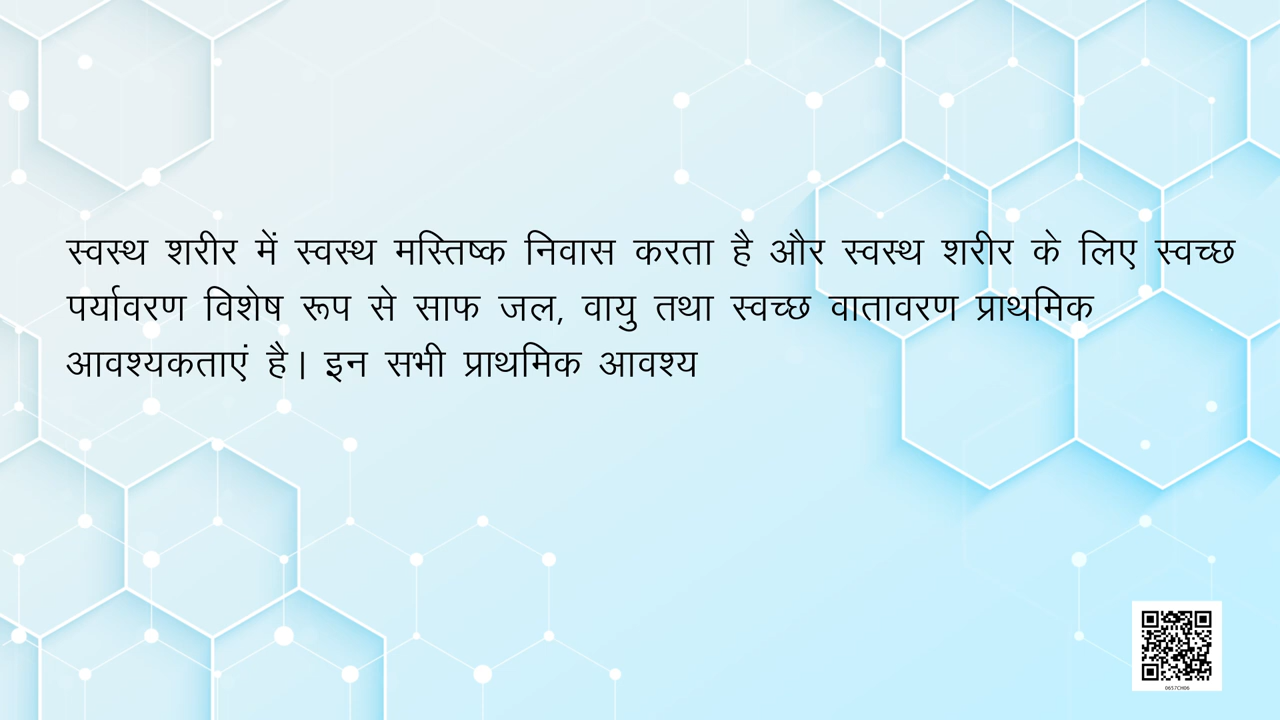 स्वस्थ शरीर में स्वस्थ मस्तिष्क निवास करता है और स्वस्थ शरीर के लिए स्वच्छ
पर्यावरण विशेष रूप से साफ जल, वायु तथा स्वच्छ वातावरण प्राथमिक
आवश्यकताएं है| इन सभी प्राथमिक आवश्य
0657CH06